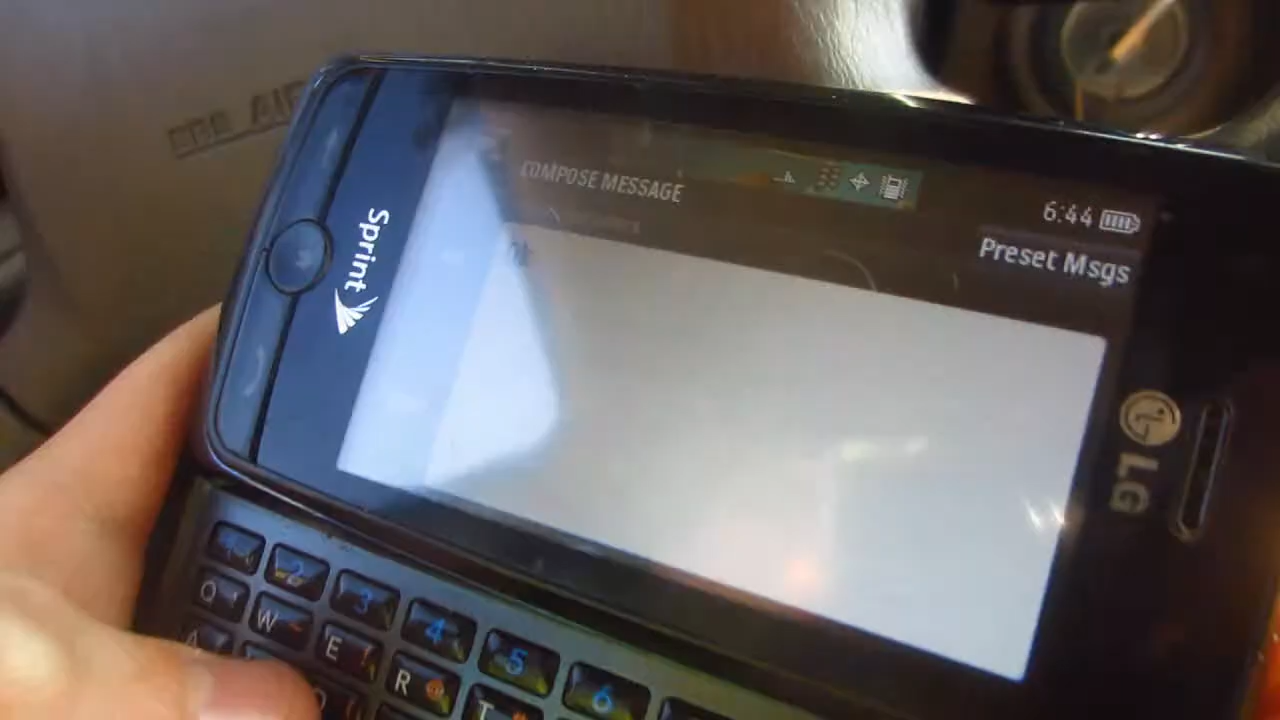 COMPOSE MESSAGE
6:44
Preset Msgs
Sprint
LG
2 3 4 5 6
Q W E R T
A